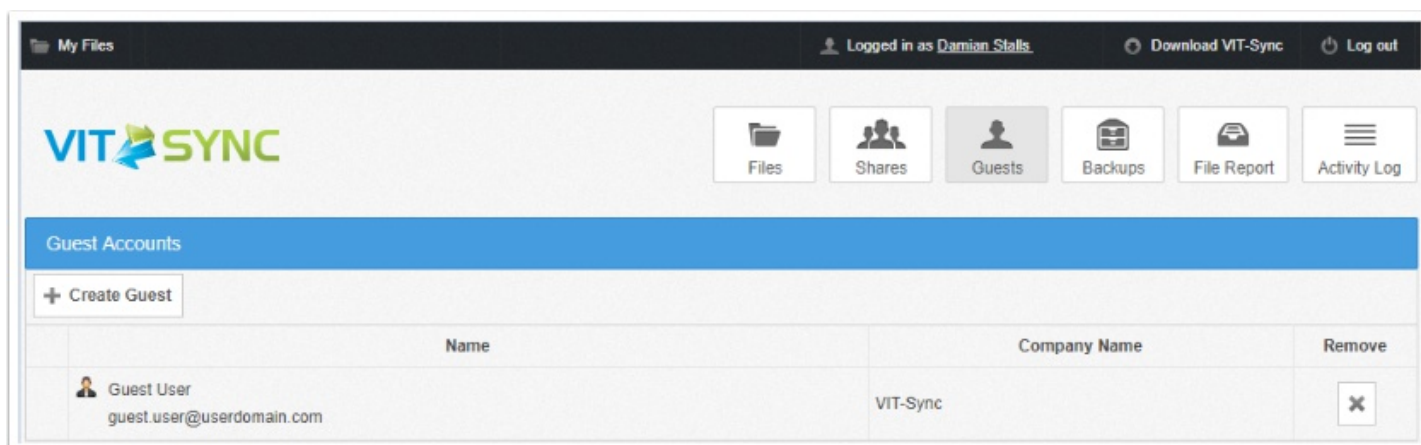 My Files Logged in as Damian Stalls Download VIT-Sync Log out
VIT SYNC
Files Shares Guests Backups File Report Activity Log
Guest Accounts
Create Guest
Name Company Name Remove
Guest User
guest.user@userdomain.com
VIT-Sync